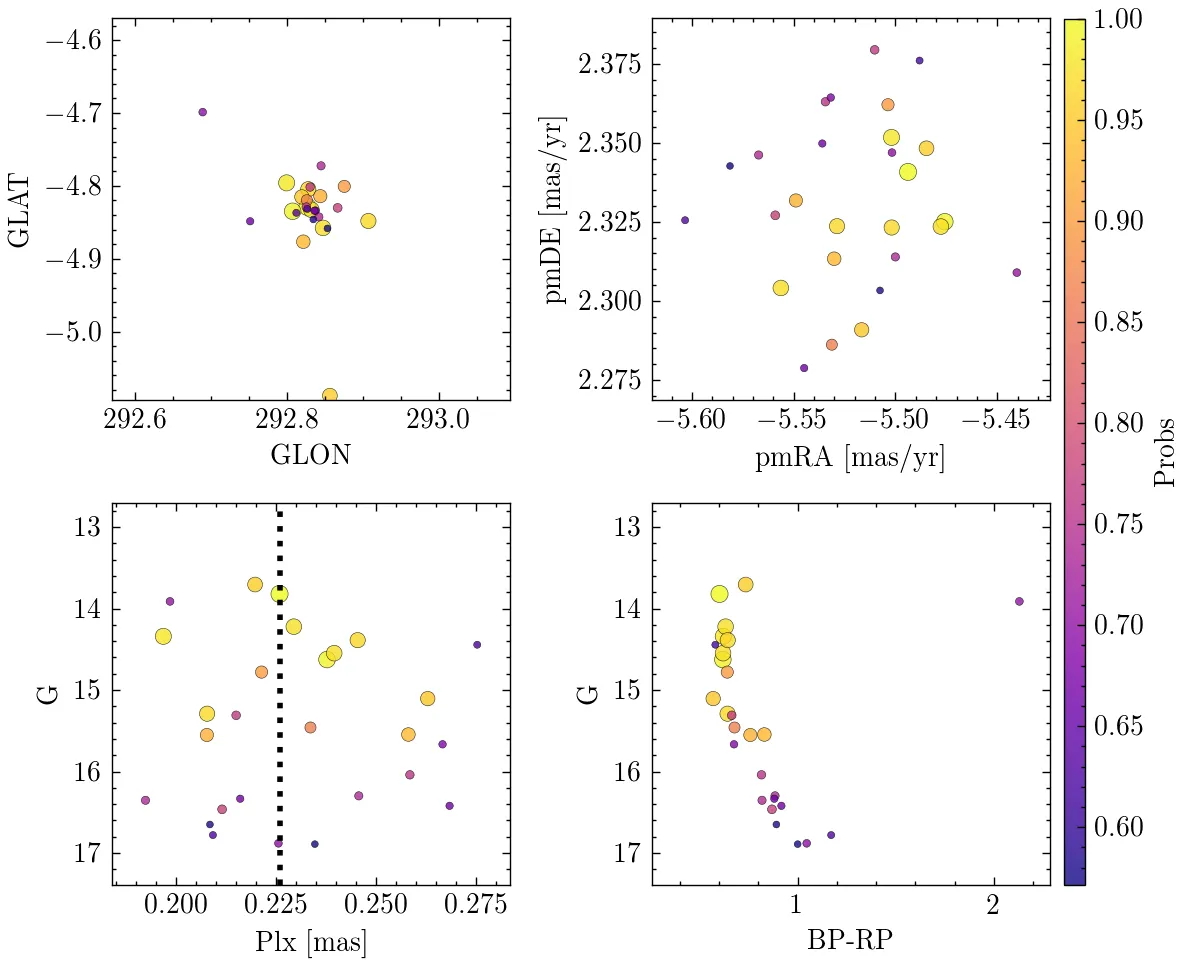 −4.6
−4.7
−4.8
−4.9
−5.0
GLAT
292.6 292.8 293.0
GLON
2.375
2.350
2.325
2.300
2.275
pmDE [mas/yr]
−5.60 −5.55 −5.50 −5.45
pmRA [mas/yr]
13
14
15
16
17
G
0.200 0.225 0.250 0.275
Plx [mas]
13
14
15
16
17
G
1 2
BP-RP
1.00
0.95
0.90
0.85
0.80
0.75
0.70
0.65
0.60
Probs